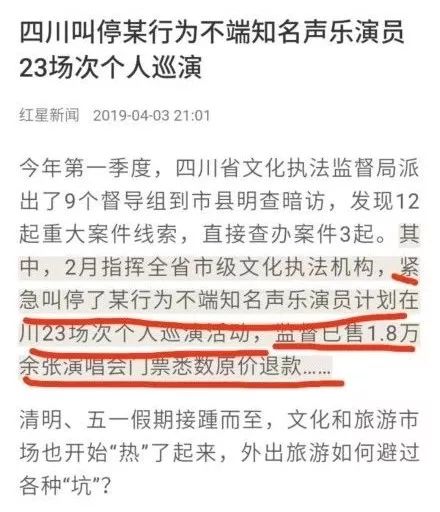 四川叫停某行为不端知名声乐演员
23场次个人巡演
红星新闻 2019-04-03 21:01
今年第一季度，四川省文化执法监督局派
出了9个督导组到市县明查暗访，发现12
起重大案件线索，直接查办案件3起。其
中，2月指挥全省市级文化执法机构，紧
急叫停了某行为不端知名声乐演员计划在
川23场次个人巡演活动，监督已售1.8万
余张演唱会门票悉数原价退款……
清明、五一假期接踵而至，文化和旅游市
场也开始“热”了起来，外出旅游如何避过
各种“坑”？